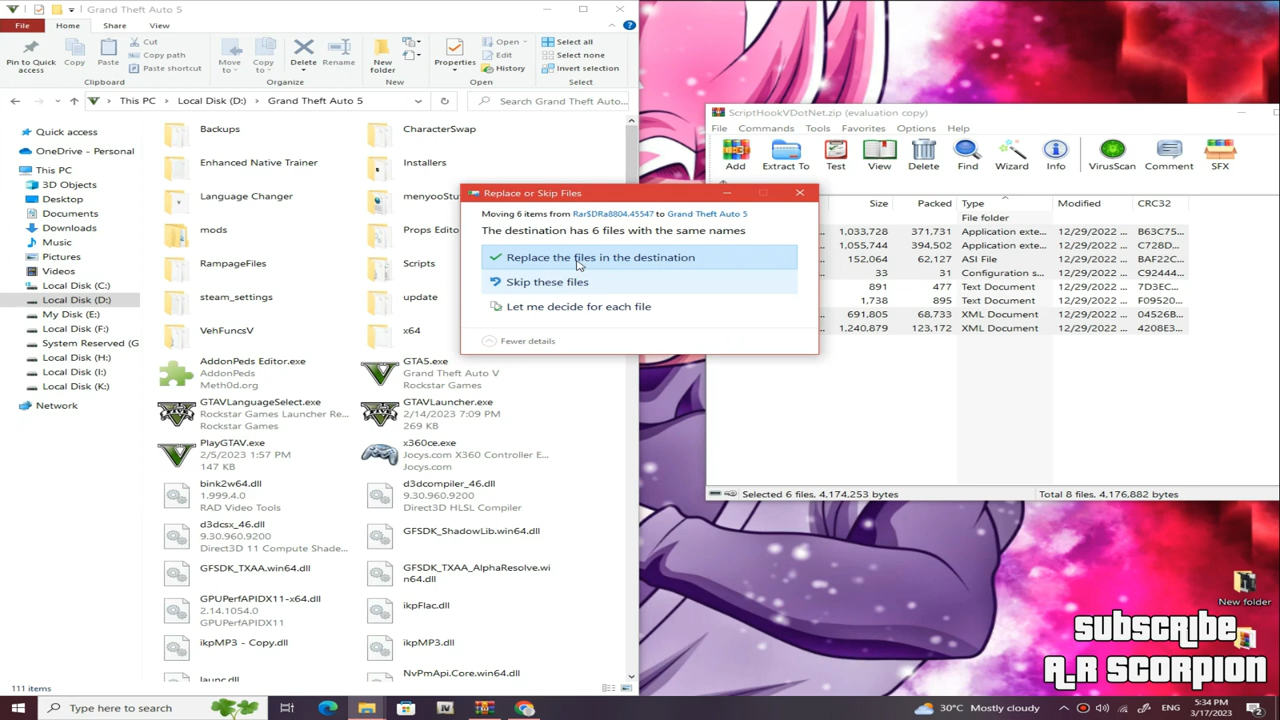 Grand Theft Auto 5
File Home Share View
Pin to Quick access
Copy
Paste
Cut
Copy path
Paste shortcut
Clipboard
Move to
Copy to
Delete
Rename
Organize
New folder
New
Properties
Open
Edit
History
Open
Select all
Select none
Invert selection
Select
This PC Local Disk (D:) Grand Theft Auto 5
Search Grand Theft Auto...
Quick access
OneDrive - Personal
This PC
3D Objects
Desktop
Documents
Downloads
Music
Pictures
Videos
Local Disk (C:)
Local Disk (D:)
My Disk (E:)
Local Disk (F:)
System Reserved (G
Local Disk (H:)
Local Disk (I:)
Local Disk (K:)
Network
Backups
CharacterSwap
Enhanced Native Trainer
Installers
Language Changer
menyooStu
mods
Props Edito
RampageFiles
Scripts
steam_settings
update
VehFuncsV
x64
AddonPeds Editor.exe
AddonPeds
Meth0d.org
GTA5.exe
Grand Theft Auto V
Rockstar Games
GTAVLanguageSelect.exe
Rockstar Games Launcher Re...
Rockstar Games
GTAVLauncher.exe
2/14/2023 7:09 PM
269 KB
PlayGTAV.exe
2/5/2023 1:57 PM
147 KB
x360ce.exe
Jocys.com X360 Controller E...
Jocys.com
bink2w64.dll
1.999.4.0
RAD Video Tools
d3dcompiler_46.dll
9.30.960.9200
Direct3D HLSL Compiler
d3dcsx_46.dll
9.30.960.9200
Direct3D 11 Compute Shade...
GFSDK_ShadowLib.win64.dll
GFSDK_TXAA.win64.dll
GFSDK_TXAA_AlphaResolve.wi
n64.dll
GPUPerfAPIDX11-x64.dll
2.14.1054.0
GPUPerfAPIDX11
ikpFlac.dll
ikpMP3 - Copy.dll
ikpMP3.dll
launc.dll
NvPmApi.Core.win64.dll
111 items
Replace or Skip Files
Moving 6 items from Rar$DRa8804.45547 to Grand Theft Auto 5
The destination has 6 files with the same names
Replace the files in the destination
Skip these files
Let me decide for each file
Fewer details
ScriptHookVDotNet.zip (evaluation copy)
File Commands Tools Favorites Options Help
Add Extract To Test View Delete Find Wizard Info VirusScan Comment SFX
Size Packed Type Modified CRC32
File folder
1,033,728 371,731 Application exte... 12/29/2022 ... B63C75...
1,055,744 394,502 Application exte... 12/29/2022 ... C728D...
152,064 62,127 ASI File 12/29/2022 ... BAF22C...
33 31 Configuration s... 12/29/2022 ... C92444...
891 477 Text Document 12/29/2022 ... 7D3EC...
1,738 895 Text Document 12/29/2022 ... F09520...
691,805 68,733 XML Document 12/29/2022 ... 04526B...
1,240,879 123,172 XML Document 12/29/2022 ... 4208E3...
Selected 6 files, 4,174,253 bytes
Total 8 files, 4,176,882 bytes
New folder
SUBSCRIBE
A.R SCORPION
Type here to search
30°C Mostly cloudy
ENG
5:34 PM
3/17/2023
2